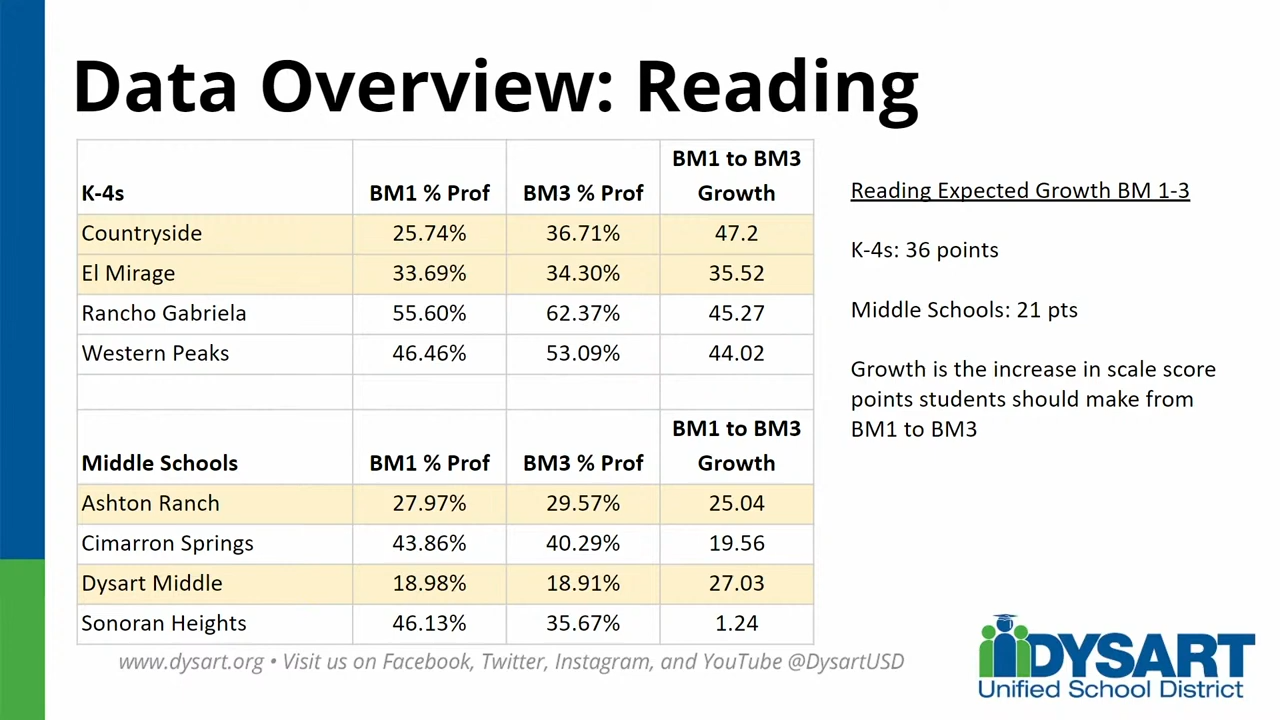 Data Overview: Reading
K-4s BM1 % Prof BM3 % Prof BM1 to BM3 Growth
Countryside 25.74% 36.71% 47.2
El Mirage 33.69% 34.30% 35.52
Rancho Gabriela 55.60% 62.37% 45.27
Western Peaks 46.46% 53.09% 44.02
Middle Schools BM1 % Prof BM3 % Prof BM1 to BM3 Growth
Ashton Ranch 27.97% 29.57% 25.04
Cimarron Springs 43.86% 40.29% 19.56
Dysart Middle 18.98% 18.91% 27.03
Sonoran Heights 46.13% 35.67% 1.24
Reading Expected Growth BM 1-3
K-4s: 36 points
Middle Schools: 21 pts
Growth is the increase in scale score
points students should make from
BM1 to BM3
www.dysart.org • Visit us on Facebook, Twitter, Instagram, and YouTube @DysartUSD
DYSART
Unified School District